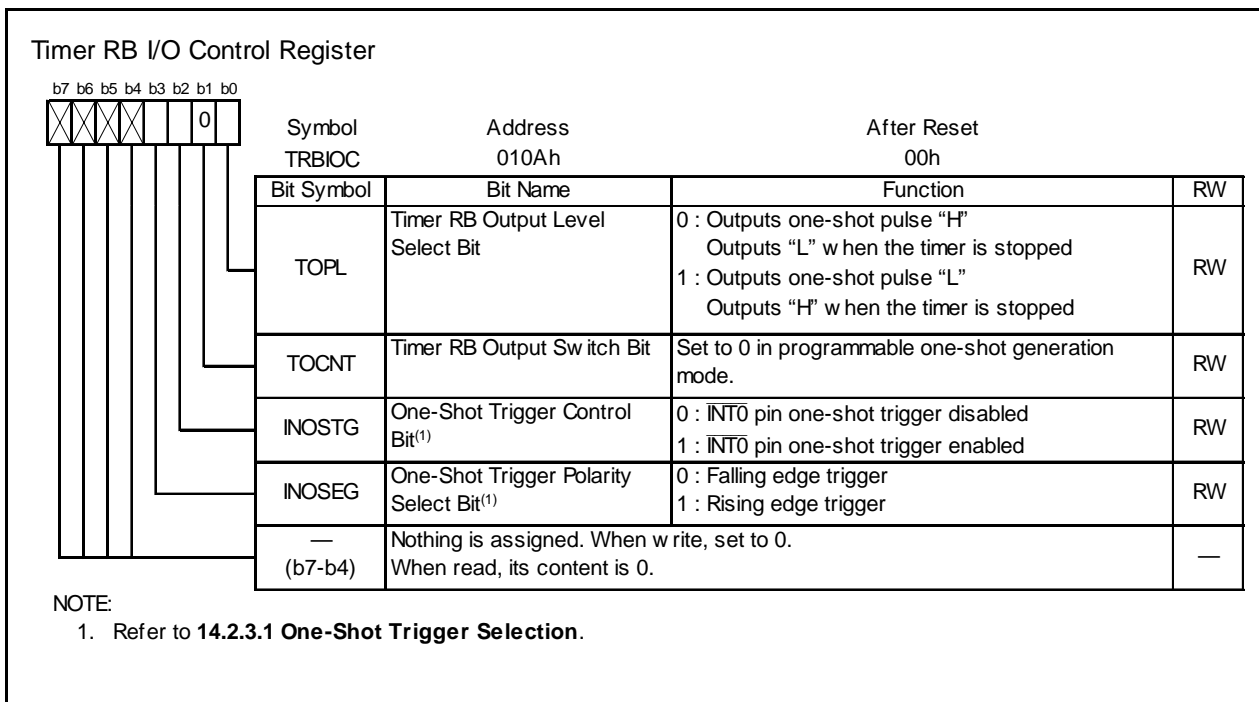 Timer RB I/O Control Register
b7 b6 b5 b4 b3 b2 b1 b0
0
Symbol Address After Reset
TRBIOC 010Ah 00h
Bit Symbol Bit Name Function RW
TOPL
Timer RB Output Level
Select Bit
0 : Outputs one-shot pulse “H”
Outputs “L” when the timer is stopped
1 : Outputs one-shot pulse “L”
Outputs “H” when the timer is stopped
RW
TOCNT
Timer RB Output Switch Bit
Set to 0 in programmable one-shot generation
mode.
RW
INOSTG
One-Shot Trigger Control
Bit(1)
0 : INT0 pin one-shot trigger disabled
1 : INT0 pin one-shot trigger enabled
RW
INOSEG
One-Shot Trigger Polarity
Select Bit(1)
0 : Falling edge trigger
1 : Rising edge trigger
RW
—
(b7-b4)
Nothing is assigned. When write, set to 0.
When read, its content is 0.
—
NOTE:
1. Refer to 14.2.3.1 One-Shot Trigger Selection.